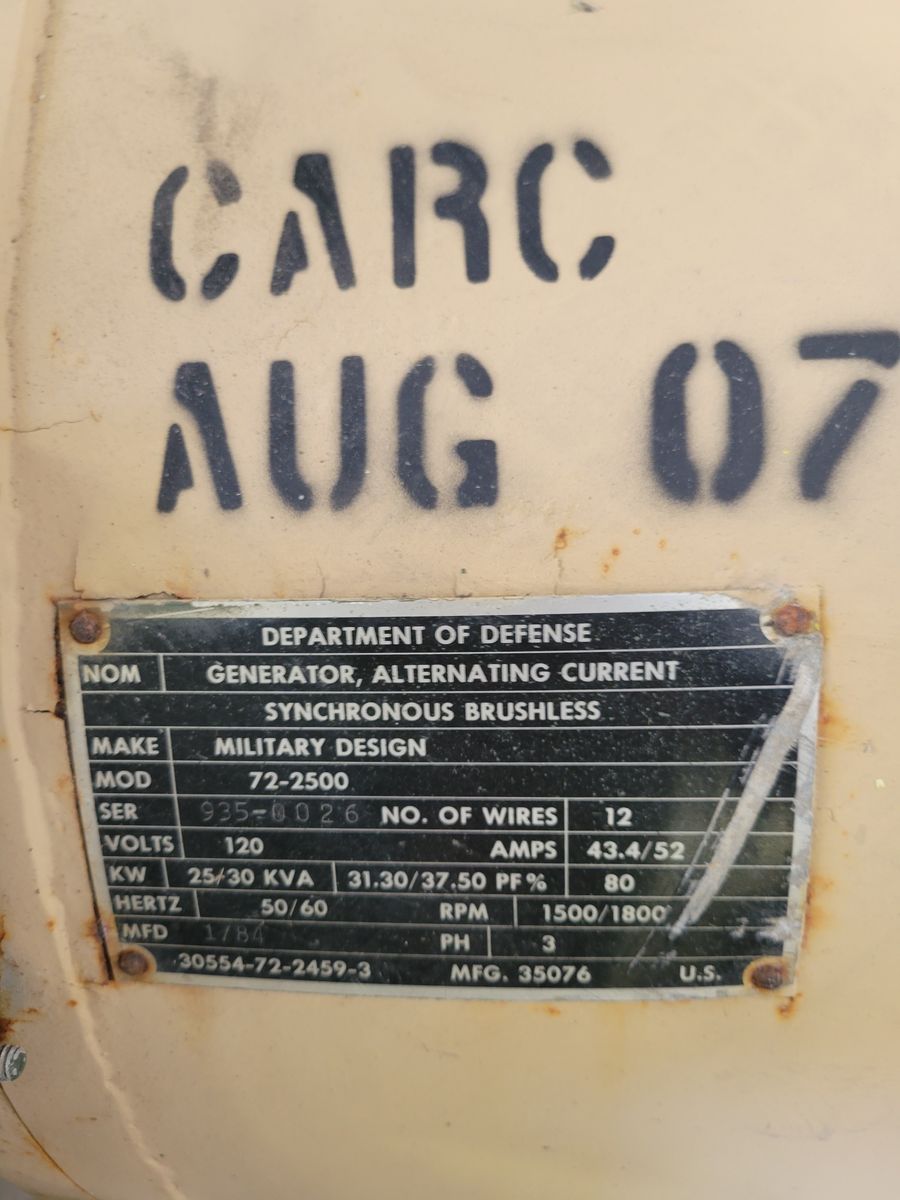 CARC
AUG 07
DEPARTMENT OF DEFENSE
NOM GENERATOR, ALTERNATING CURRENT
SYNCHRONOUS BRUSHLESS
MAKE MILITARY DESIGN
MOD 72-2500
SER 935-0026 NO. OF WIRES 12
VOLTS 120 AMPS 43.4/52
KW 25/30 KVA 31.30/37.50 PF% 80
HERTZ 50/60 RPM 1500/1800
MFD 1/84 PH 3
30554-72-2459-3 MFG. 35076 U.S.